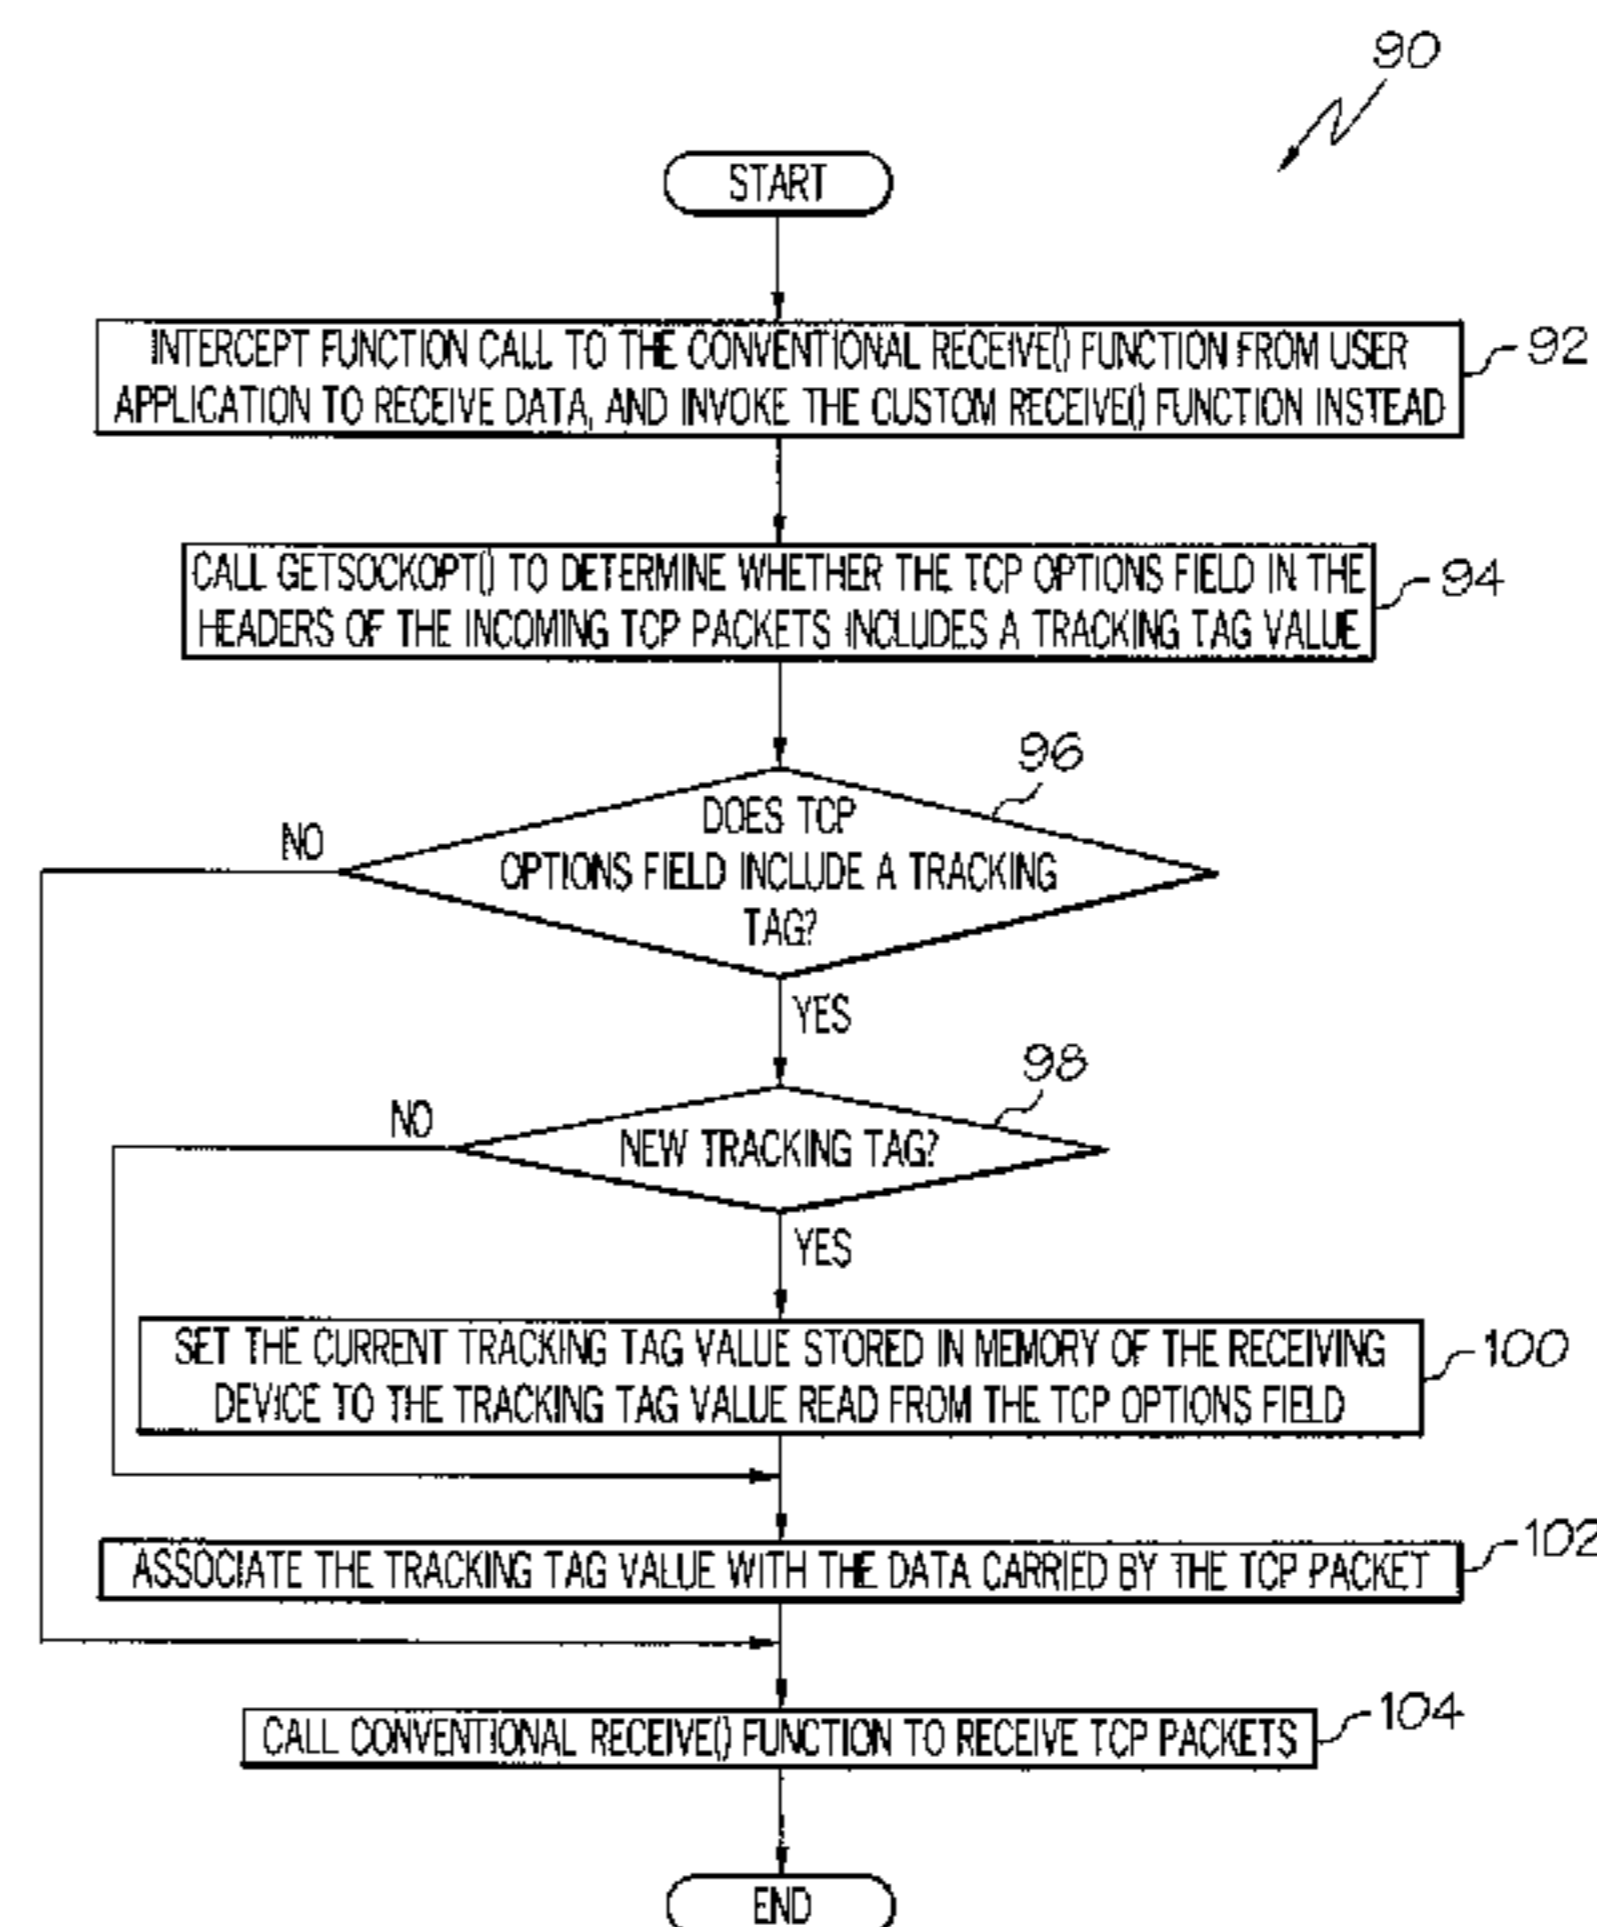 90
START
INTERCEPT FUNCTION CALL TO THE CONVENTIONAL RECEIVE() FUNCTION FROM USER
APPLICATION TO RECEIVE DATA, AND INVOKE THE CUSTOM RECEIVE() FUNCTION INSTEAD
92
CALL GETSOCKOPT() TO DETERMINE WHETHER THE TCP OPTIONS FIELD IN THE
HEADERS OF THE INCOMING TCP PACKETS INCLUDES A TRACKING TAG VALUE
94
96
DOES TCP
OPTIONS FIELD INCLUDE A TRACKING
TAG?
NO
YES
98
NEW TRACKING TAG?
NO
YES
SET THE CURRENT TRACKING TAG VALUE STORED IN MEMORY OF THE RECEIVING
DEVICE TO THE TRACKING TAG VALUE READ FROM THE TCP OPTIONS FIELD
100
ASSOCIATE THE TRACKING TAG VALUE WITH THE DATA CARRIED BY THE TCP PACKET
102
CALL CONVENTIONAL RECEIVE() FUNCTION TO RECEIVE TCP PACKETS
104
END